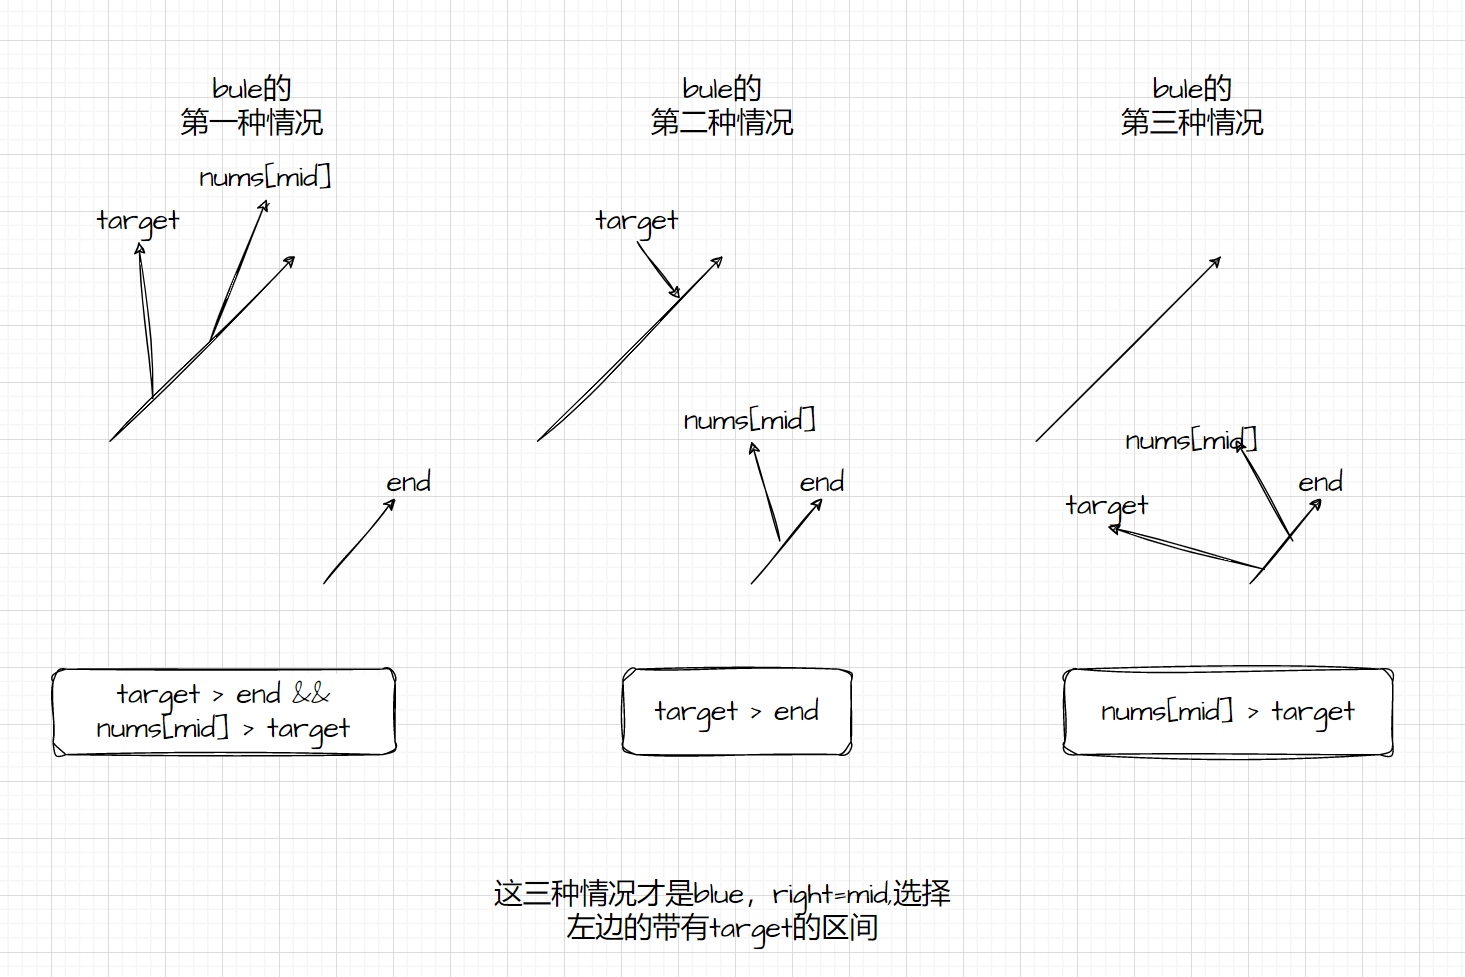 bule的
第一种情况
nums[mid]
target
end
target > end &&
nums[mid] > target
bule的
第二种情况
target
nums[mid]
end
target > end
bule的
第三种情况
nums[mid]
end
target
nums[mid] > target
这三种情况才是blue，right=mid,选择
左边的带有target的区间